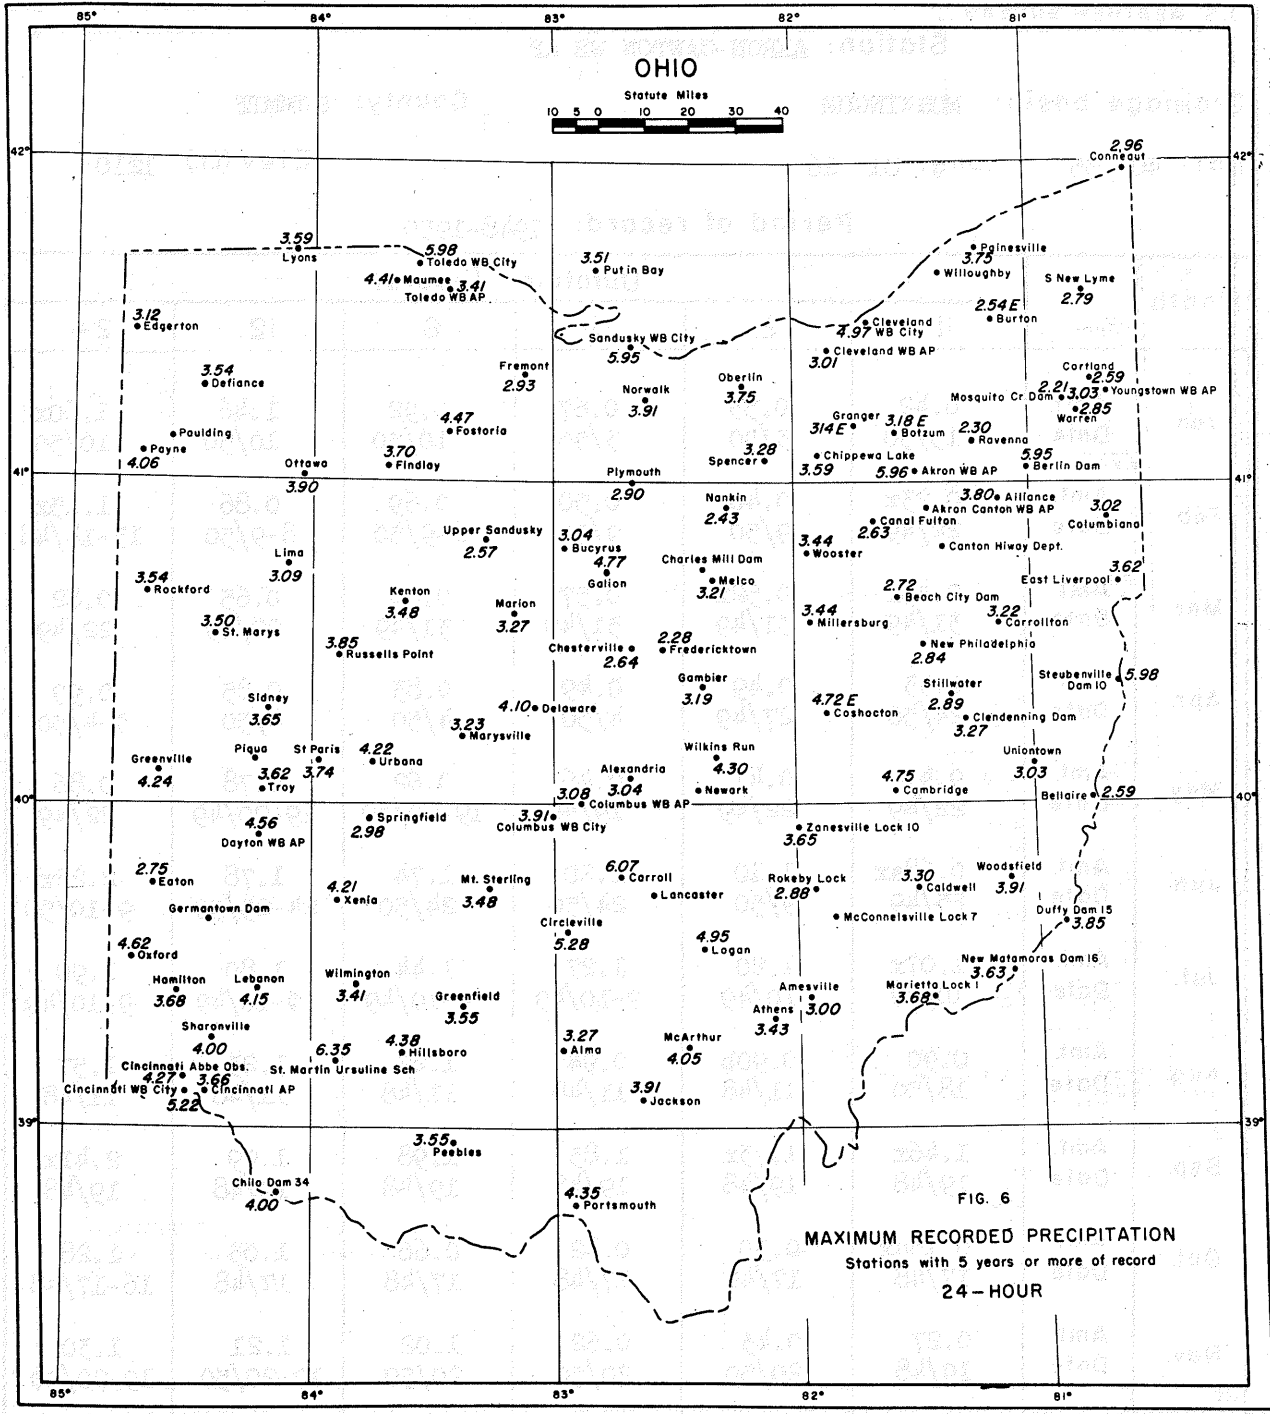 85° 84° 83° 82° 81°
OHIO
Statute Miles
10 5 0 10 20 30 40
42° 42°
2.96
Conneaut
3.59
Lyons
5.98
Toledo WB City
4.41 Maumee
3.41
Toledo WB AP
3.51
Put in Bay
Painesville
3.75
Willoughby
S New Lyme
2.79
3.12
Edgerton
2.54 E
Burton
Cleveland
4.97 WB City
Sandusky WB City
5.95
Cleveland WB AP
3.01
3.54
Defiance
Fremont
2.93
Norwalk
3.91
Oberlin
3.75
Cortland
2.59
2.21
Mosquito Cr. Dam
3.03 Youngstown WB AP
2.85
Warren
4.47
Fostoria
Granger
314 E
3.18 E
Botzum
2.30
Ravenna
Paulding
Payne
4.06
Ottawa
3.90
3.70
Findlay
3.28
Spencer
Chippewa Lake
3.59
5.96 Akron WB AP
5.95
Berlin Dam
41° 41°
Plymouth
2.90
Nankin
2.43
3.80 Alliance
Akron Canton WB AP
Canal Fulton
2.63
3.02
Columbiana
Canton Hiway Dept.
Upper Sandusky
2.57
3.04
Bucyrus
4.77
Galion
3.44
Wooster
Lima
3.09
Charles Mill Dam
Melco
3.21
3.62
East Liverpool
3.54
Rockford
Kenton
3.48
Marion
3.27
2.72
Beach City Dam
3.50
St. Marys
3.44
Millersburg
3.22
Carrollton
3.85
Russells Point
Chesterville
2.64
2.28
Fredericktown
New Philadelphia
2.84
Gambier
3.19
Steubenville
Dam 10 5.98
Sidney
3.65
4.10 Delaware
4.72 E
Coshocton
Stillwater
2.89
Clendenning Dam
3.27
3.23
Marysville
Greenville
4.24
Piqua
3.62
Troy
St Paris
3.74
4.22
Urbana
Alexandria
3.04
Wilkins Run
4.30
Newark
Uniontown
3.03
4.75
Cambridge
Bellaire 2.59
40° 40°
3.08
Columbus WB AP
3.91
Columbus WB City
Springfield
2.98
4.56
Dayton WB AP
Zanesville Lock 10
3.65
2.75
Eaton
4.21
Xenia
Mt. Sterling
3.48
6.07
Carroll
Lancaster
Rokeby Lock
2.88
3.30
Caldwell
Woodsfield
3.91
Germantown Dam
Circleville
5.28
McConnelsville Lock 7
Duffy Dam 15
3.85
4.62
Oxford
4.95
Logan
New Matamoras Dam 16
3.63
Hamilton
3.68
Lebanon
4.15
Wilmington
3.41
Greenfield
3.55
Amesville
3.00
Marietta Lock 1
3.68
Athens
3.43
Sharonville
4.00
6.35
St. Martin Ursuline Sch
4.38
Hillsboro
3.27
Alma
McArthur
4.05
Cincinnati Abbe Obs.
4.27 3.66
Cincinnati WB City Cincinnati AP
5.22
3.91
Jackson
39° 39°
3.55
Peebles
Chilo Dam 34
4.00
4.35
Portsmouth
FIG. 6
MAXIMUM RECORDED PRECIPITATION
Stations with 5 years or more of record
24-HOUR
85° 84° 83° 82° 81°